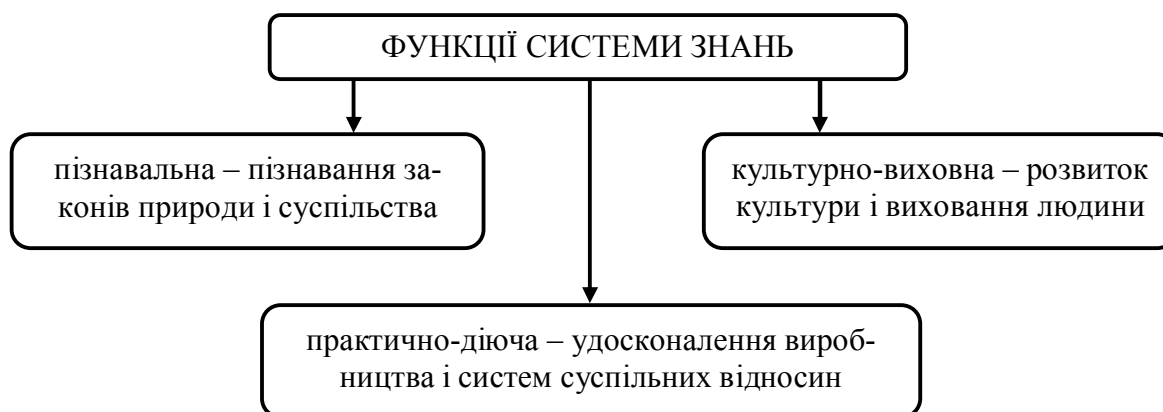 ФУНКЦІЇ СИСТЕМИ ЗНАНЬ
пізнавальна – пізнавання за-
конів природи і суспільства
культурно-виховна – розвиток
культури і виховання людини
практично-діюча – удосконалення вироб-
ництва і систем суспільних відносин